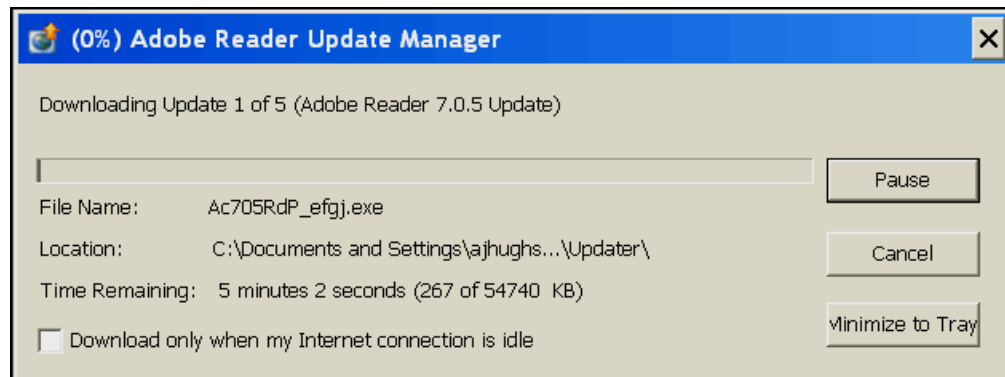 (0%) Adobe Reader Update Manager
Downloading Update 1 of 5 (Adobe Reader 7.0.5 Update)
Pause
File Name: Ac705RdP_efgj.exe
Location: C:\Documents and Settings\ajhughs...\Updater\
Cancel
Time Remaining: 5 minutes 2 seconds (267 of 54740 KB)
Minimize to Tray
Download only when my Internet connection is idle